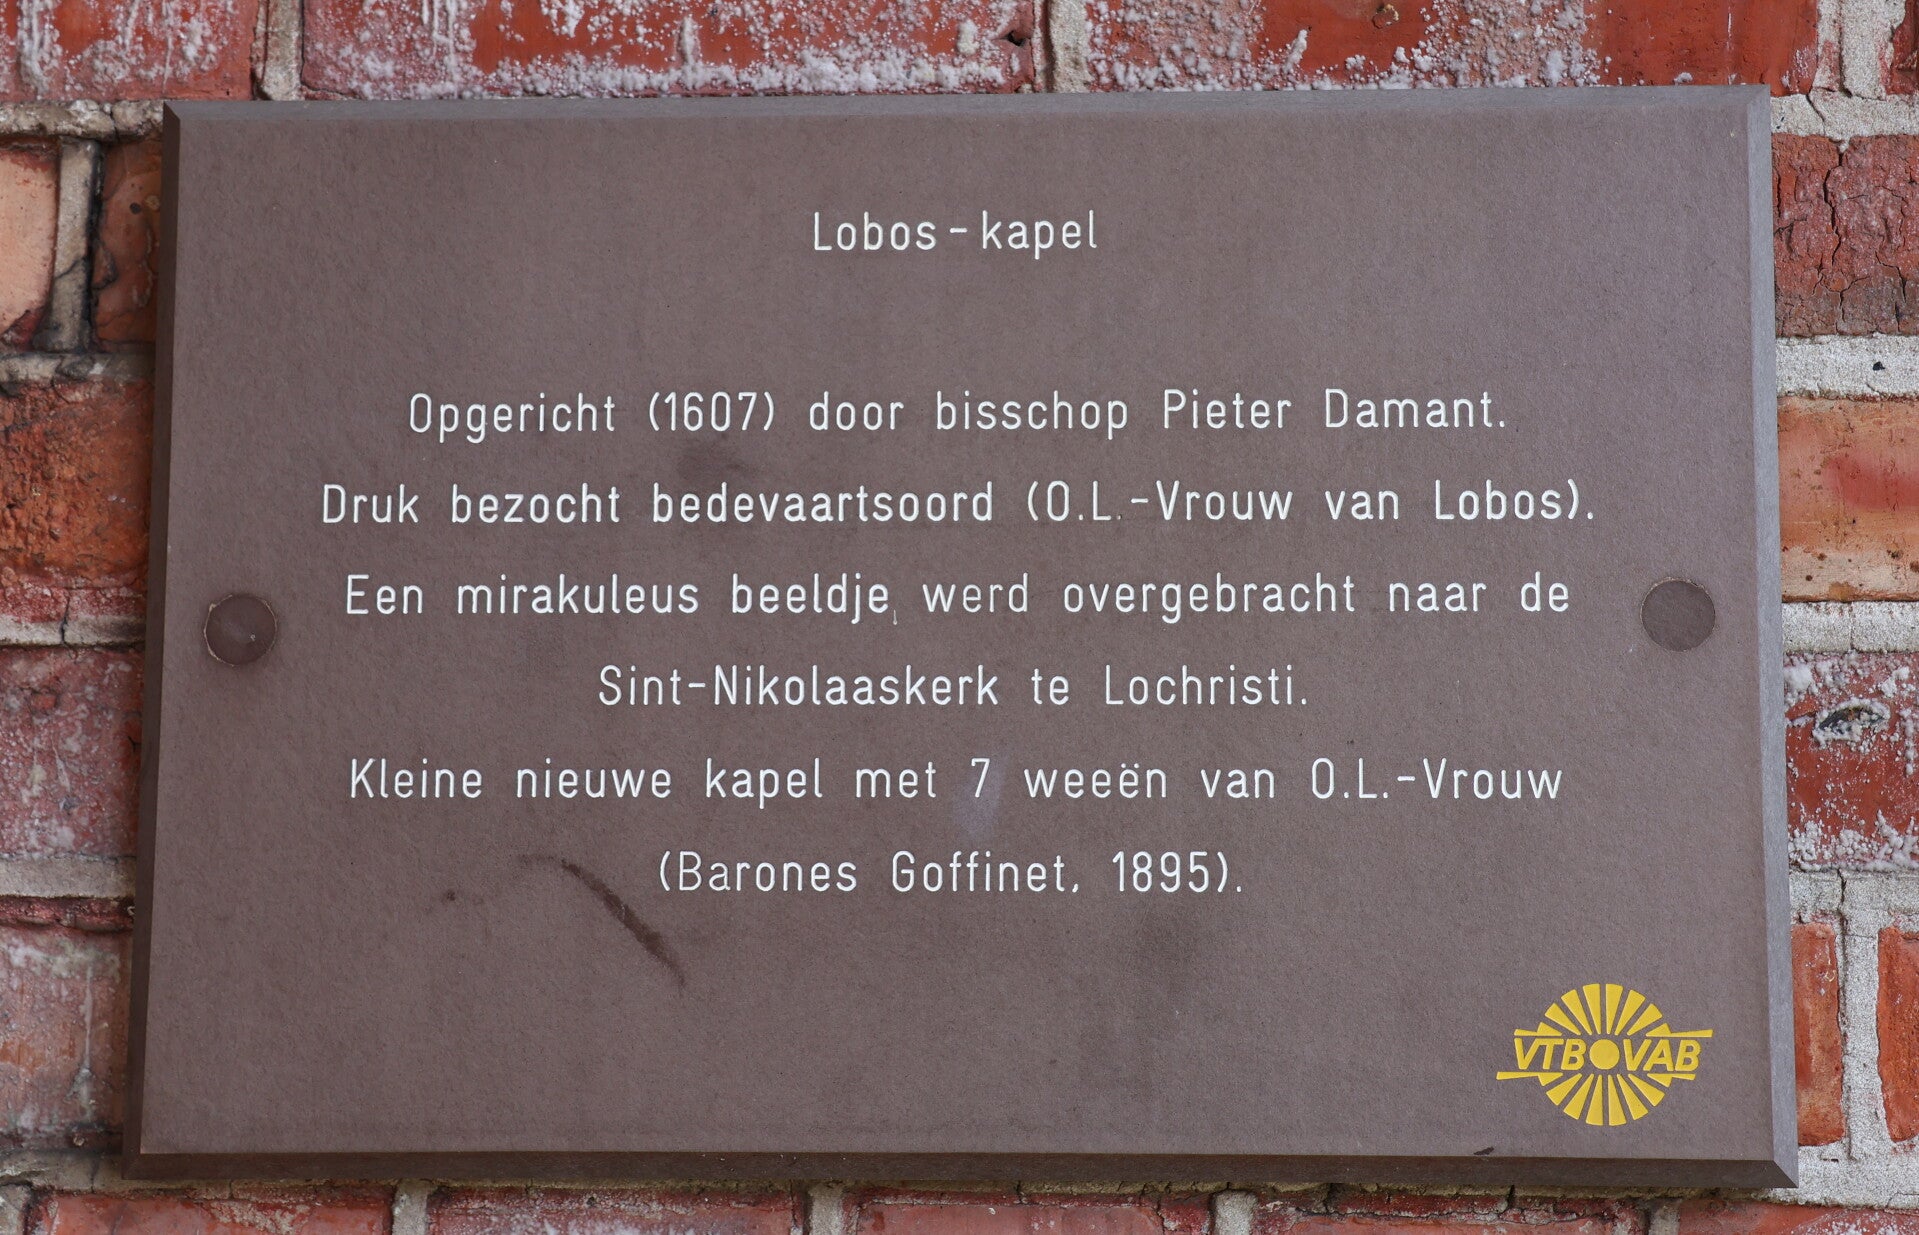 Lobos-kapel
Opgericht (1607) door bisschop Pieter Damant.
Druk bezocht bedevaartsoord (O.L.-Vrouw van Lobos).
Een mirakuleus beeldje werd overgebracht naar de
Sint-Nikolaaskerk te Lochristi.
Kleine nieuwe kapel met 7 weeën van O.L.-Vrouw
(Barones Goffinet, 1895).
VTB VAB